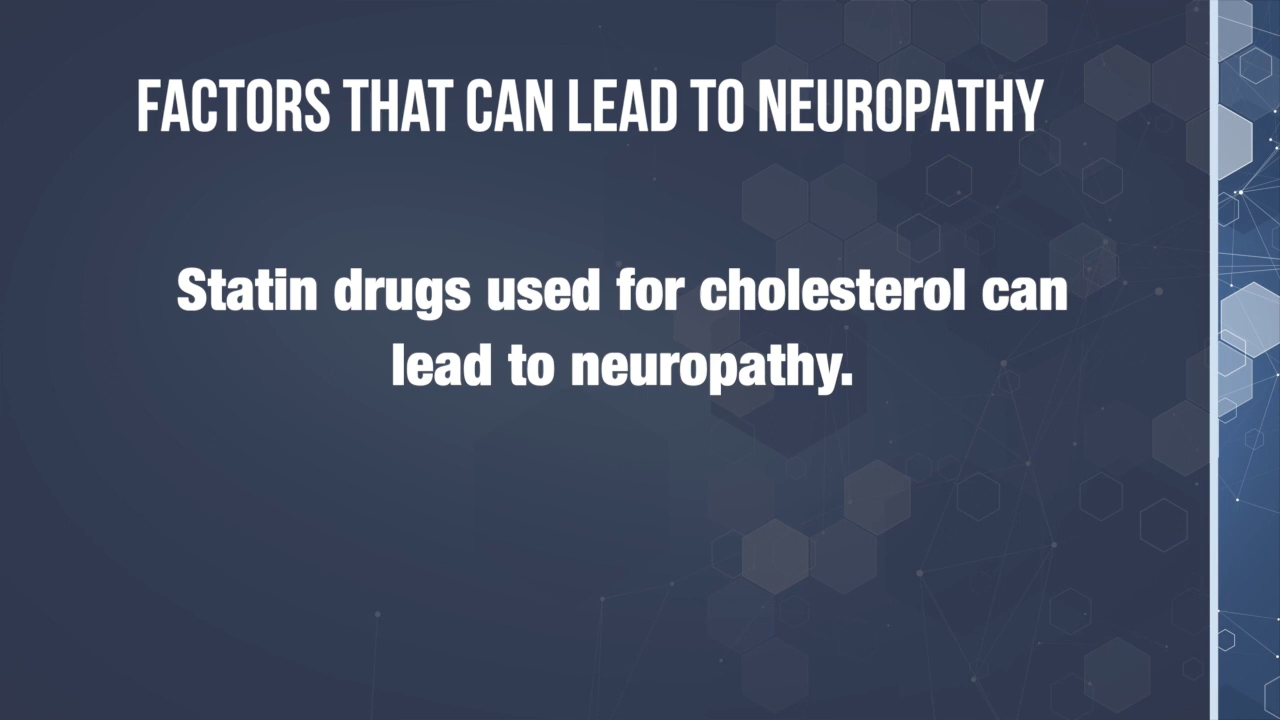 FACTORS THAT CAN LEAD TO NEUROPATHY
Statin drugs used for cholesterol can
lead to neuropathy.